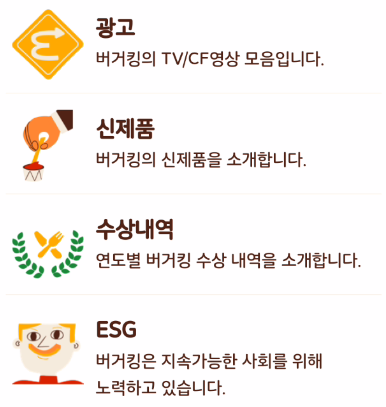 광고
버거킹의 TV/CF영상 모음입니다.
신제품
버거킹의 신제품을 소개합니다.
수상내역
연도별 버거킹 수상 내역을 소개합니다.
ESG
버거킹은 지속가능한 사회를 위해
노력하고 있습니다.